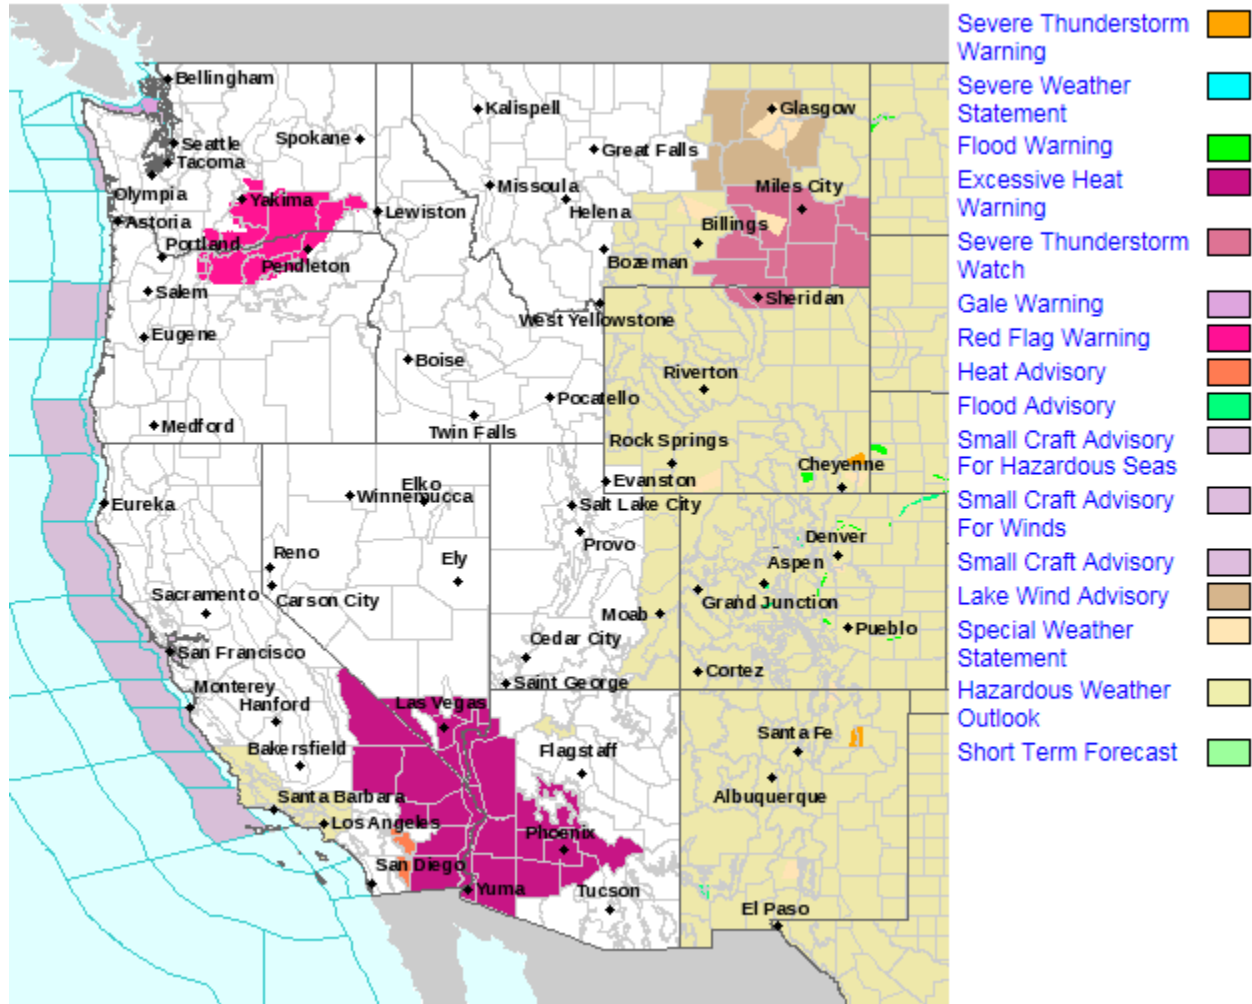 Bellingham
Seattle
Tacoma
Spokane
Olympia
Yakima
Astoria
Portland
Pendleton
Lewiston
Salem
Eugene
Medford
Kalispell
Great Falls
Missoula
Helena
Bozeman
Billings
Glasgow
Miles City
Sheridan
West Yellowstone
Boise
Pocatello
Twin Falls
Riverton
Rock Springs
Evanston
Cheyenne
Eureka
Elko
Winnemucca
Salt Lake City
Provo
Reno
Ely
Carson City
Sacramento
San Francisco
Denver
Aspen
Grand Junction
Moab
Pueblo
Cedar City
Saint George
Cortez
Monterey
Hanford
Las Vegas
Bakersfield
Flagstaff
Santa Fe
Albuquerque
Santa Barbara
Los Angeles
Phoenix
San Diego
Yuma
Tucson
El Paso
Severe Thunderstorm
Warning
Severe Weather
Statement
Flood Warning
Excessive Heat
Warning
Severe Thunderstorm
Watch
Gale Warning
Red Flag Warning
Heat Advisory
Flood Advisory
Small Craft Advisory
For Hazardous Seas
Small Craft Advisory
For Winds
Small Craft Advisory
Lake Wind Advisory
Special Weather
Statement
Hazardous Weather
Outlook
Short Term Forecast